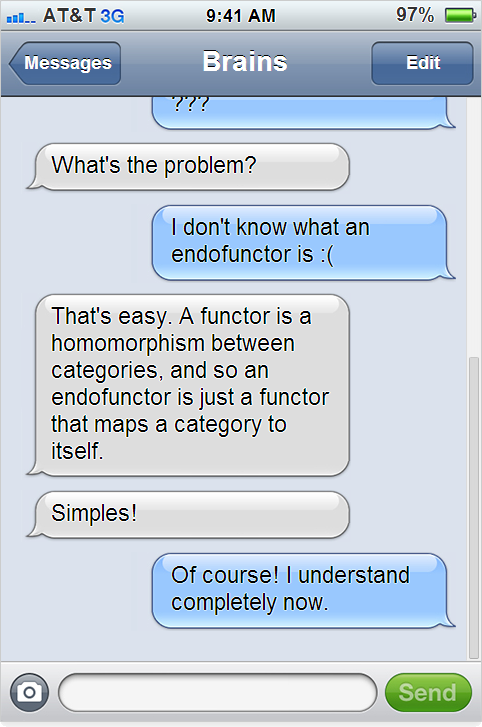 AT&T 3G 9:41 AM 97%
Messages Brains Edit
???
What's the problem?
I don't know what an
endofunctor is :(
That's easy. A functor is a
homomorphism between
categories, and so an
endofunctor is just a functor
that maps a category to
itself.
Simples!
Of course! I understand
completely now.
Send